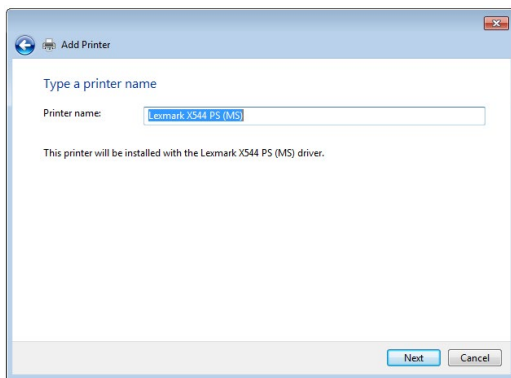 Add Printer
Type a printer name
Printer name: Lexmark X544 PS (MS)
This printer will be installed with the Lexmark X544 PS (MS) driver.
Next Cancel